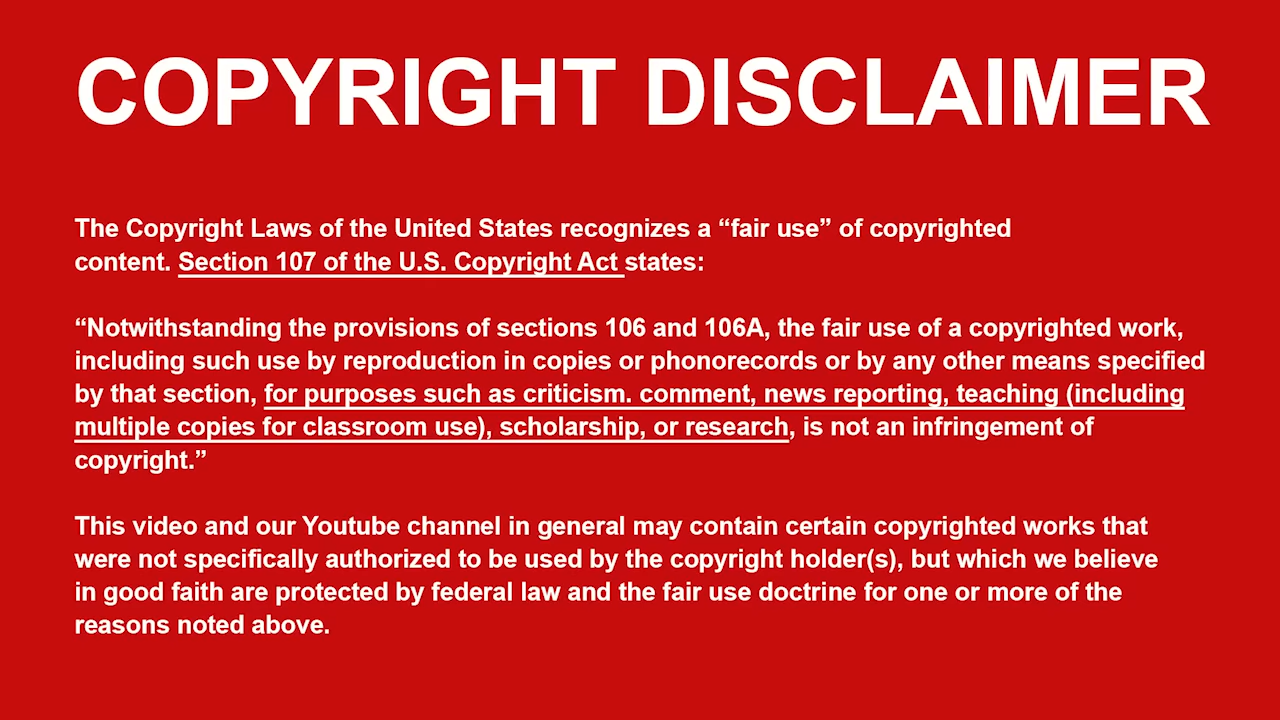 COPYRIGHT DISCLAIMER
The Copyright Laws of the United States recognizes a “fair use” of copyrighted
content. Section 107 of the U.S. Copyright Act states:
“Notwithstanding the provisions of sections 106 and 106A, the fair use of a copyrighted work,
including such use by reproduction in copies or phonorecords or by any other means specified
by that section, for purposes such as criticism. comment, news reporting, teaching (including
multiple copies for classroom use), scholarship, or research, is not an infringement of
copyright.”
This video and our Youtube channel in general may contain certain copyrighted works that
were not specifically authorized to be used by the copyright holder(s), but which we believe
in good faith are protected by federal law and the fair use doctrine for one or more of the
reasons noted above.